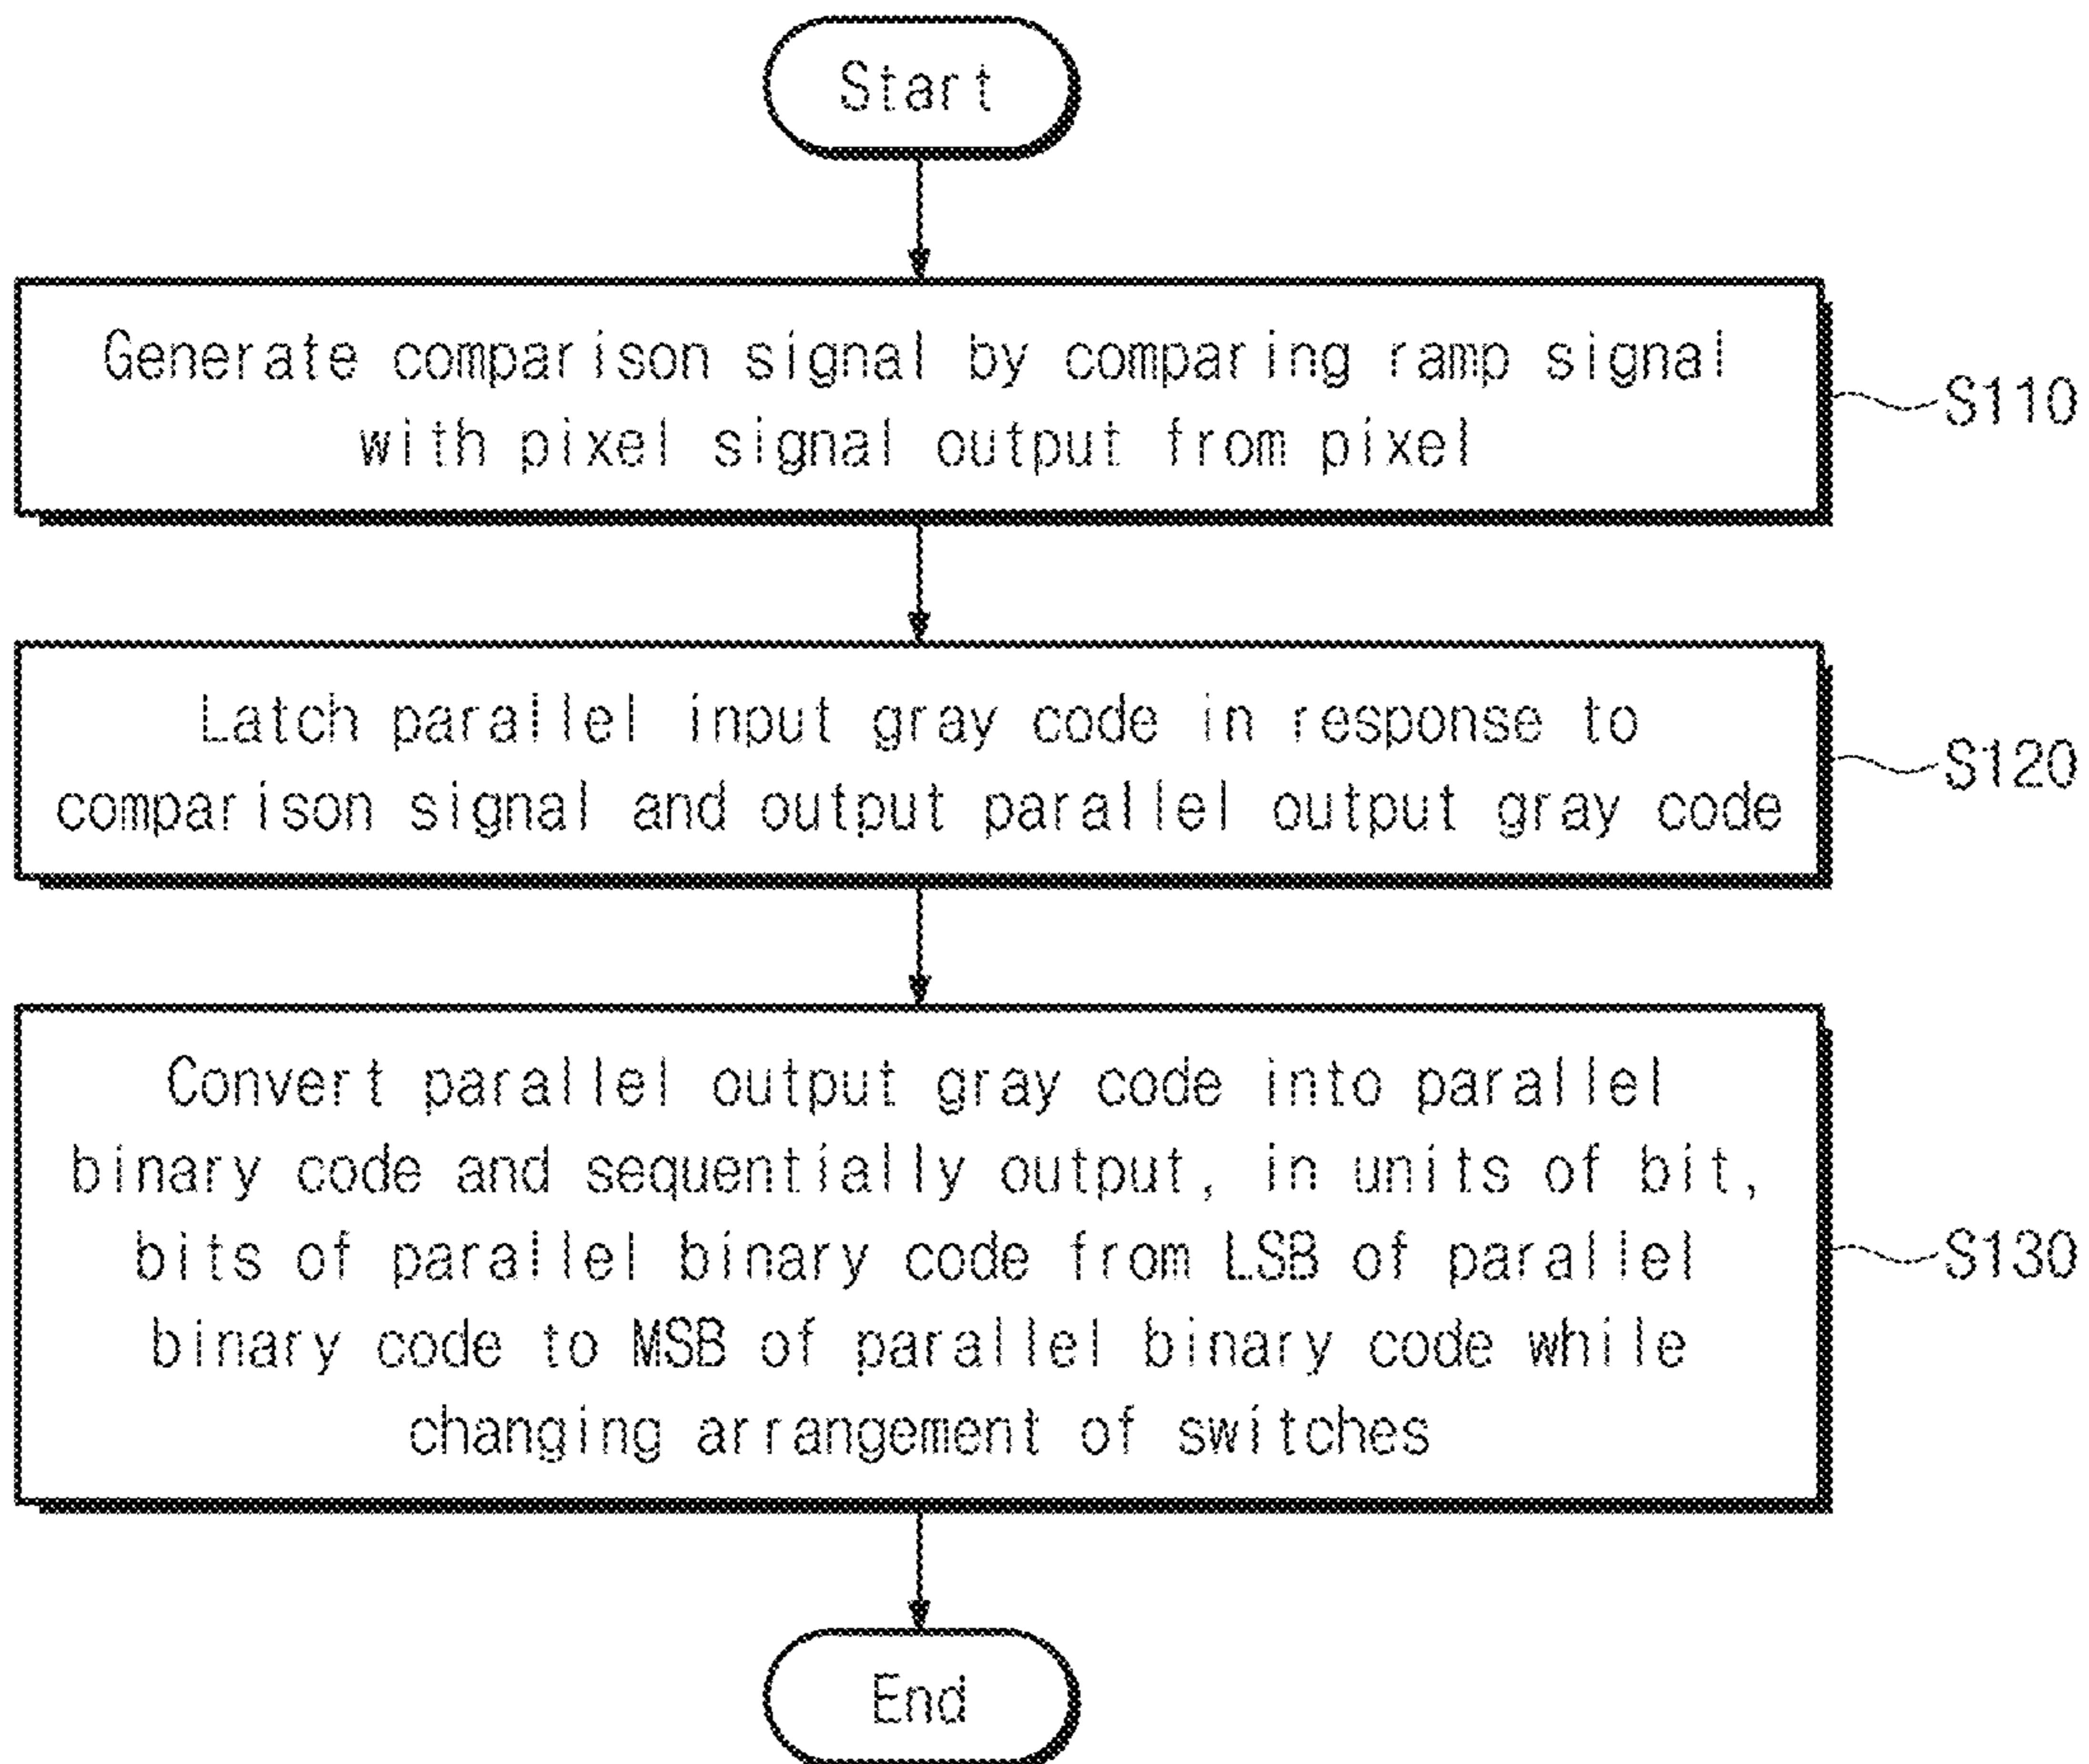 Start
Generate comparison signal by comparing ramp signal
with pixel signal output from pixel
S110
Latch parallel input gray code in response to
comparison signal and output parallel output gray code
S120
Convert parallel output gray code into parallel
binary code and sequentially output, in units of bit,
bits of parallel binary code from LSB of parallel
binary code to MSB of parallel binary code while
changing arrangement of switches
S130
End